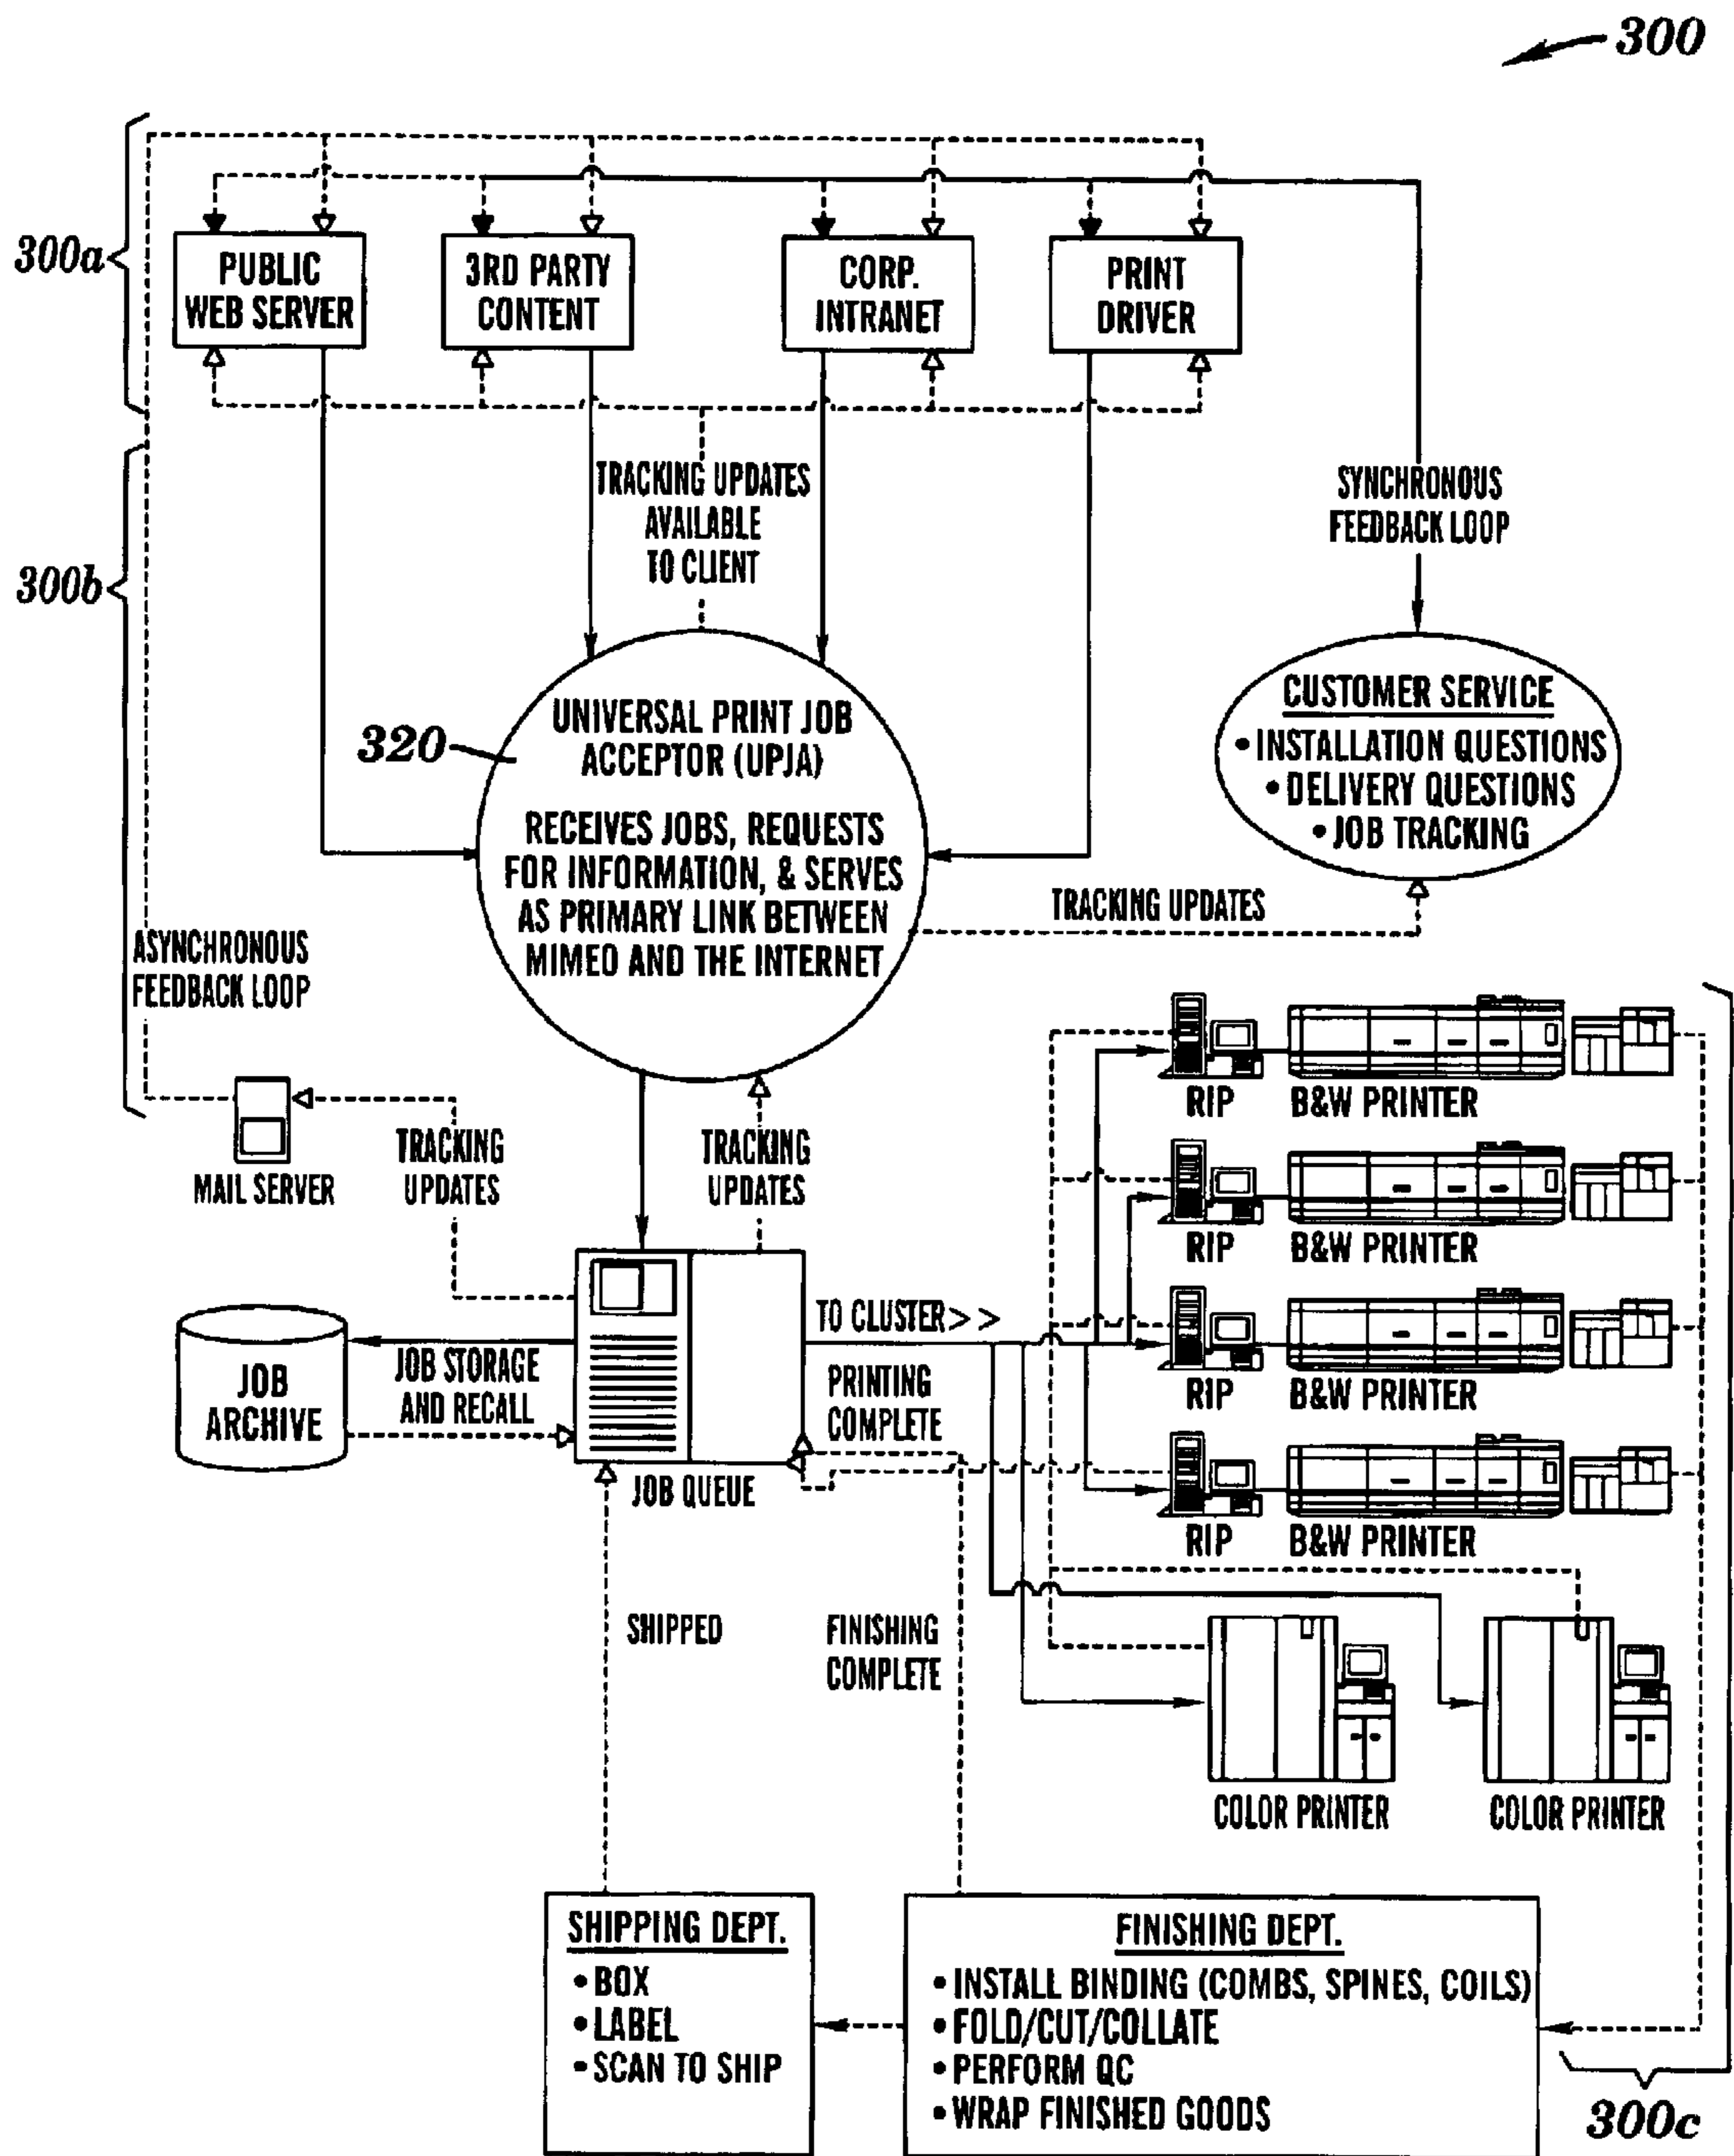 300
300a
PUBLIC
WEB SERVER
3RD PARTY
CONTENT
CORP.
INTRANET
PRINT
DRIVER
TRACKING UPDATES
AVAILABLE
TO CLIENT
SYNCHRONOUS
FEEDBACK LOOP
300b
320
UNIVERSAL PRINT JOB
ACCEPTOR (UPJA)
RECEIVES JOBS, REQUESTS
FOR INFORMATION, & SERVES
AS PRIMARY LINK BETWEEN
MIMEO AND THE INTERNET
CUSTOMER SERVICE
• INSTALLATION QUESTIONS
• DELIVERY QUESTIONS
• JOB TRACKING
TRACKING UPDATES
ASYNCHRONOUS
FEEDBACK LOOP
MAIL SERVER
TRACKING
UPDATES
TRACKING
UPDATES
RIP B&W PRINTER
RIP B&W PRINTER
RIP B&W PRINTER
RIP B&W PRINTER
TO CLUSTER > >
JOB
ARCHIVE
JOB STORAGE
AND RECALL
PRINTING
COMPLETE
JOB QUEUE
SHIPPED
FINISHING
COMPLETE
COLOR PRINTER
COLOR PRINTER
SHIPPING DEPT.
• BOX
• LABEL
• SCAN TO SHIP
FINISHING DEPT.
• INSTALL BINDING (COMBS, SPINES, COILS)
• FOLD/CUT/COLLATE
• PERFORM QC
• WRAP FINISHED GOODS
300c